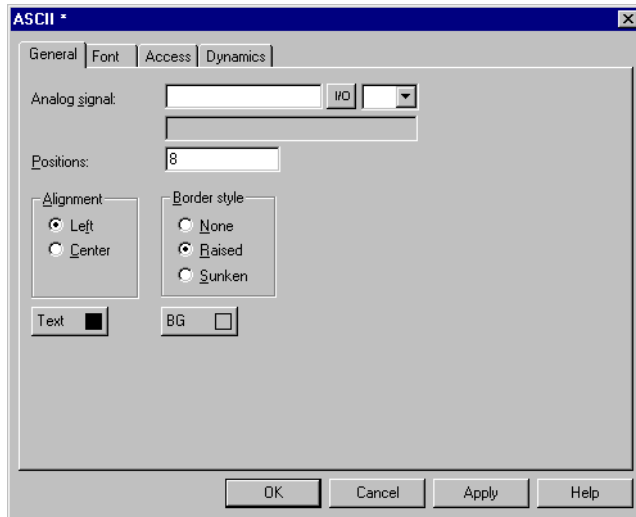 ASCII *
General Font Access Dynamics
Analog signal: I/O
Positions: 8
Alignment Border style
Left None
Center Raised
Sunken
Text BG
OK Cancel Apply Help